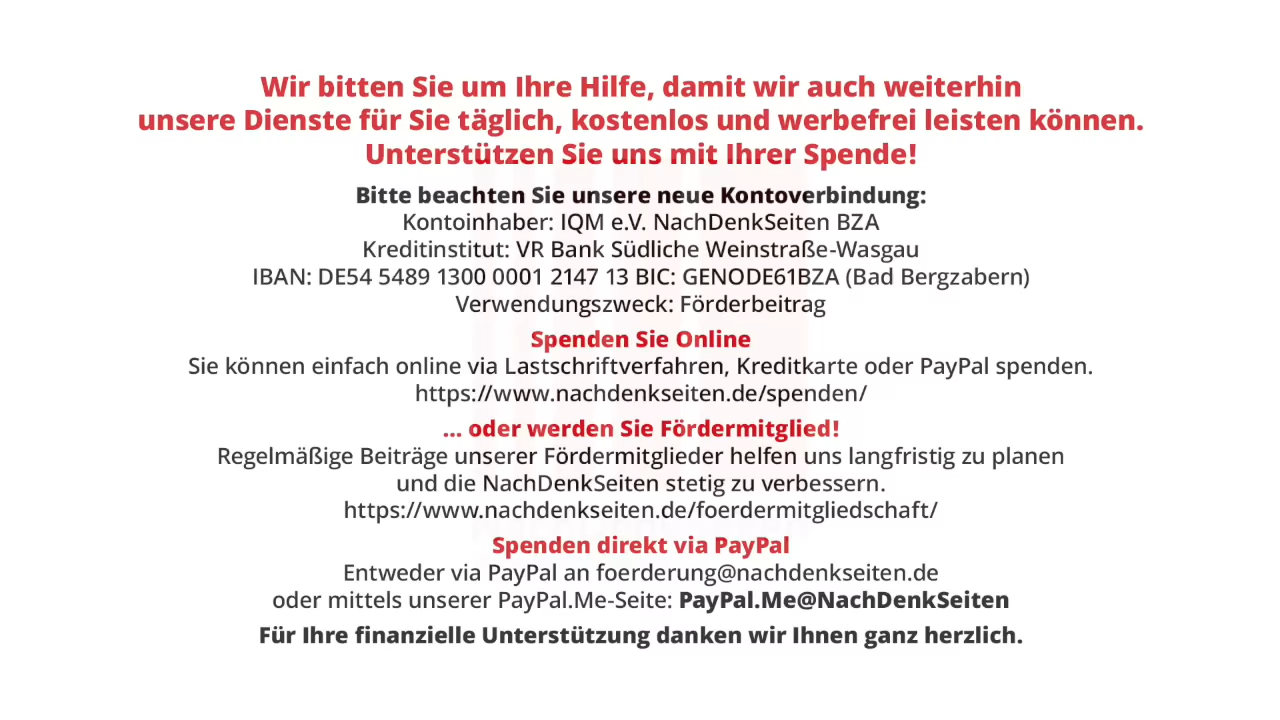 Wir bitten Sie um Ihre Hilfe, damit wir auch weiterhin
unsere Dienste für Sie täglich, kostenlos und werbefrei leisten können.
Unterstützen Sie uns mit Ihrer Spende!
Bitte beachten Sie unsere neue Kontoverbindung:
Kontoinhaber: IQM e.V. NachDenkSeiten BZA
Kreditinstitut: VR Bank Südliche Weinstraße-Wasgau
IBAN: DE54 5489 1300 0001 2147 13 BIC: GENODE61BZA (Bad Bergzabern)
Verwendungszweck: Förderbeitrag
Spenden Sie Online
Sie können einfach online via Lastschriftverfahren, Kreditkarte oder PayPal spenden.
https://www.nachdenkseiten.de/spenden/
... oder werden Sie Fördermitglied!
Regelmäßige Beiträge unserer Fördermitglieder helfen uns langfristig zu planen
und die NachDenkSeiten stetig zu verbessern.
https://www.nachdenkseiten.de/foerdermitgliedschaft/
Spenden direkt via PayPal
Entweder via PayPal an foerderung@nachdenkseiten.de
oder mittels unserer PayPal.Me-Seite: PayPal.Me@NachDenkSeiten
Für Ihre finanzielle Unterstützung danken wir Ihnen ganz herzlich.